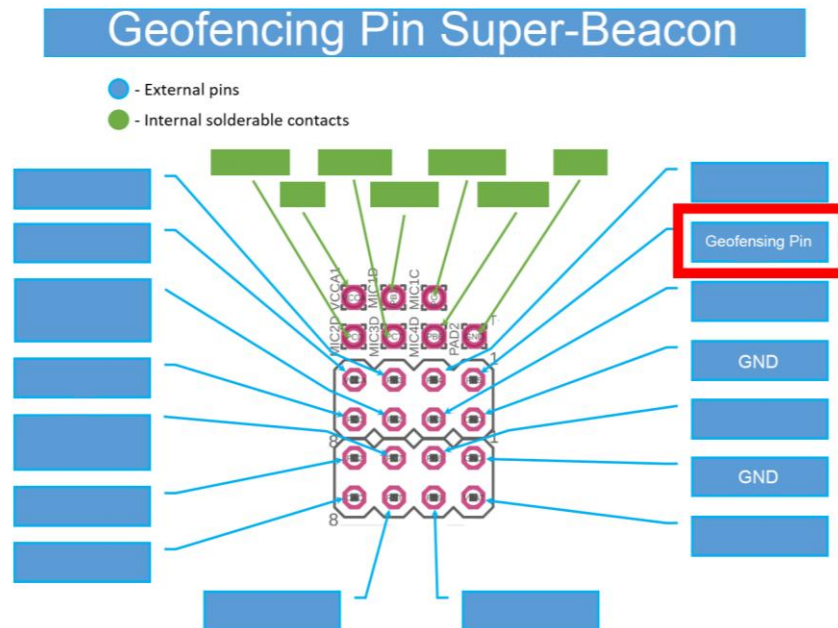 Geofencing Pin Super-Beacon
- External pins
- Internal solderable contacts
Geofensing Pin
VCCA1
MIC1D
MIC1C
MIC2D
MIC3D
MIC4D
PAD2
1
GND
8
1
GND
8